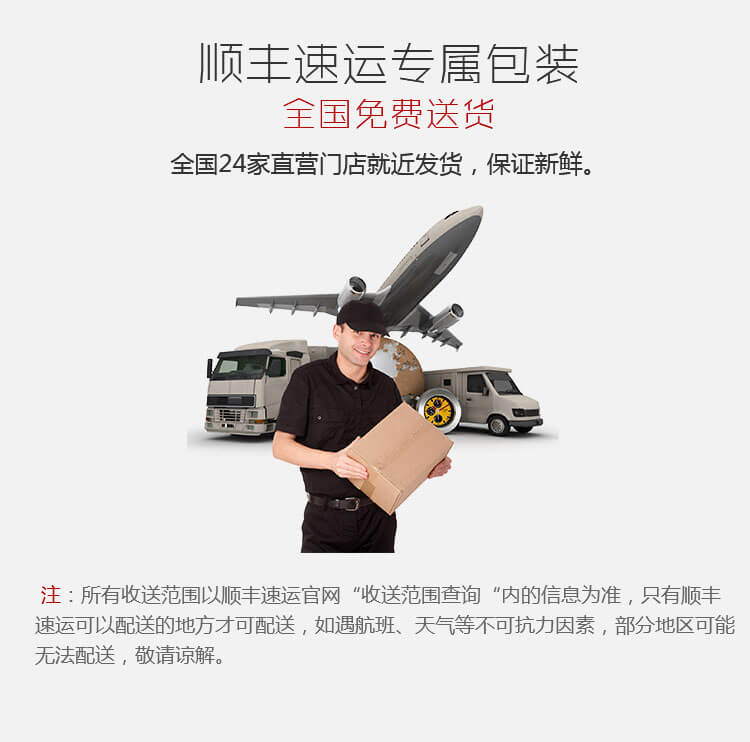 顺丰速运专属包装
全国免费送货
全国24家直营门店就近发货，保证新鲜。
注：所有收送范围以顺丰速运官网“收送范围查询“内的信息为准，只有顺丰
速运可以配送的地方才可配送，如遇航班、天气等不可抗力因素，部分地区可能
无法配送，敬请谅解。